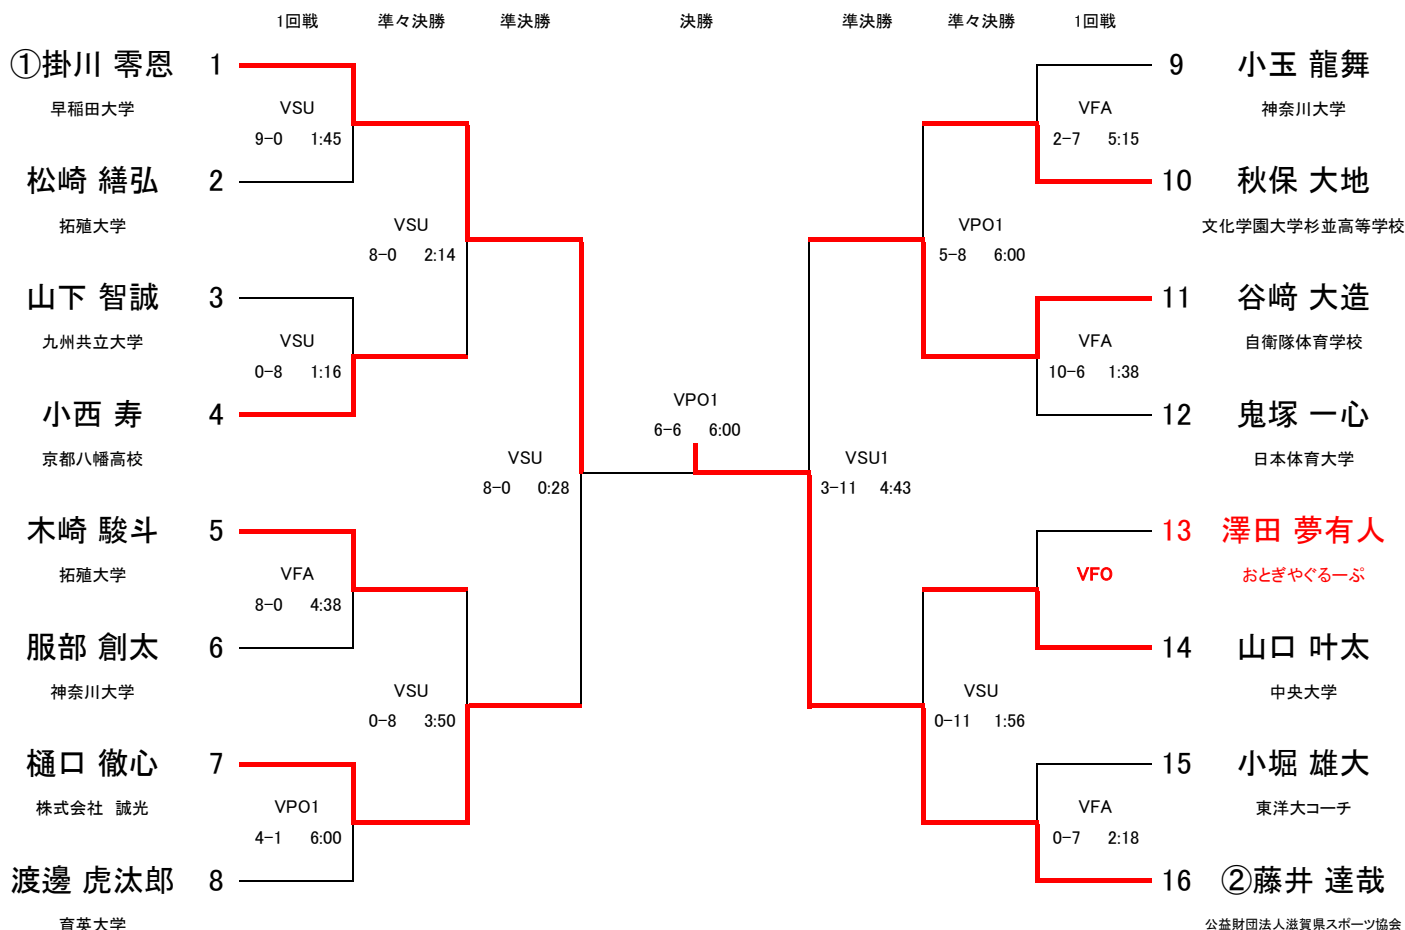 1回戦 準々決勝 準決勝 決勝 準決勝 準々決勝 1回戦
①掛川 零恩 1
早稲田大学
VSU
9-0 1:45
松崎 繕弘 2
拓殖大学
VSU
8-0 2:14
山下 智誠 3
九州共立大学
VSU
0-8 1:16
小西 寿 4
京都八幡高校
VSU
8-0 0:28
木崎 駿斗 5
拓殖大学
VFA
8-0 4:38
服部 創太 6
神奈川大学
VSU
0-8 3:50
樋口 徹心 7
株式会社 誠光
VPO1
4-1 6:00
渡邊 虎汰郎 8
育英大学
VPO1
6-6 6:00
9 小玉 龍舞
神奈川大学
VFA
2-7 5:15
10 秋保 大地
文化学園大学杉並高等学校
VPO1
5-8 6:00
11 谷﨑 大造
自衛隊体育学校
VFA
10-6 1:38
12 鬼塚 一心
日本体育大学
VSU1
3-11 4:43
13 澤田 夢有人
おとぎやぐるーぷ
VFO
14 山口 叶太
中央大学
VSU
0-11 1:56
15 小堀 雄大
東洋大コーチ
VFA
0-7 2:18
16 ②藤井 達哉
公益財団法人滋賀県スポーツ協会